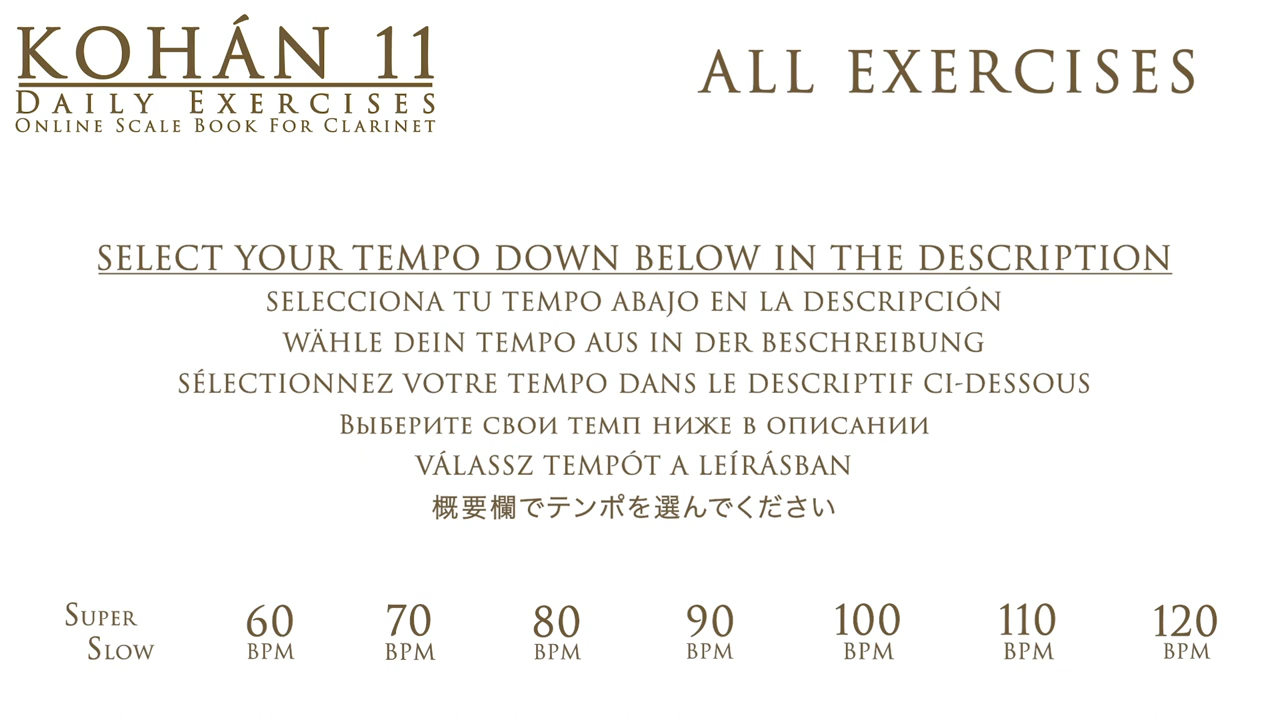 KOHÁN 11
DAILY EXERCISES
ONLINE SCALE BOOK FOR CLARINET
ALL EXERCISES
SELECT YOUR TEMPO DOWN BELOW IN THE DESCRIPTION
SELECCIONA TU TEMPO ABAJO EN LA DESCRIPCIÓN
WÄHLE DEIN TEMPO AUS IN DER BESCHREIBUNG
SÉLECTIONNEZ VOTRE TEMPO DANS LE DESCRIPTIF CI-DESSOUS
Выберите свои темп ниже в описании
VÁLASSZ TEMPÓT A LEÍRÁSBAN
概要欄でテンポを選んでください
SUPER SLOW
60 BPM
70 BPM
80 BPM
90 BPM
100 BPM
110 BPM
120 BPM